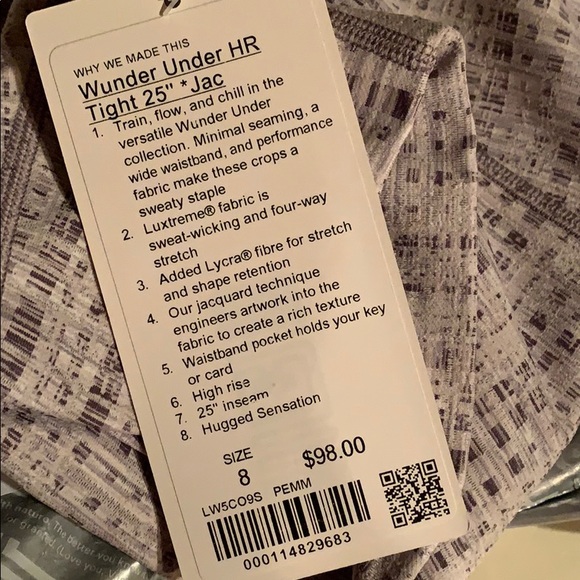 WHY WE MADE THIS
Wunder Under HR
Tight 25" *Jac
1. Train, flow, and chill in the
versatile Wunder Under
collection. Minimal seaming, a
wide waistband, and performance
fabric make these crops a
sweaty staple
2. Luxtreme® fabric is
sweat-wicking and four-way
stretch
3. Added Lycra® fibre for stretch
and shape retention
4. Our jacquard technique
engineers artwork into the
fabric to create a rich texture
5. Waistband pocket holds your key
or card
6. High rise
7. 25" inseam
8. Hugged Sensation
SIZE
8
$98.00
LW5CO9S PEMM
000114829683